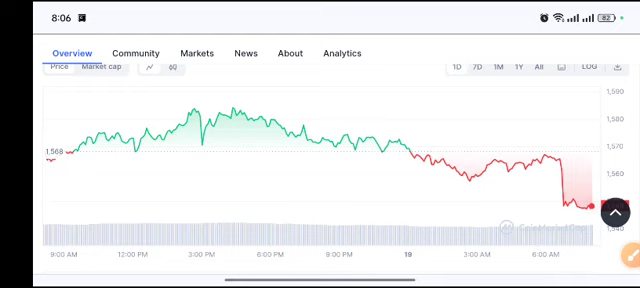 8:06
82
Overview Community Markets News About Analytics
Price Market cap 1D 7D 1M 1Y All LOG
1,590
1,580
1,570
1,568
1,560
1,540
CoinMarketCap
9:00 AM 12:00 PM 3:00 PM 6:00 PM 9:00 PM 19 3:00 AM 6:00 AM